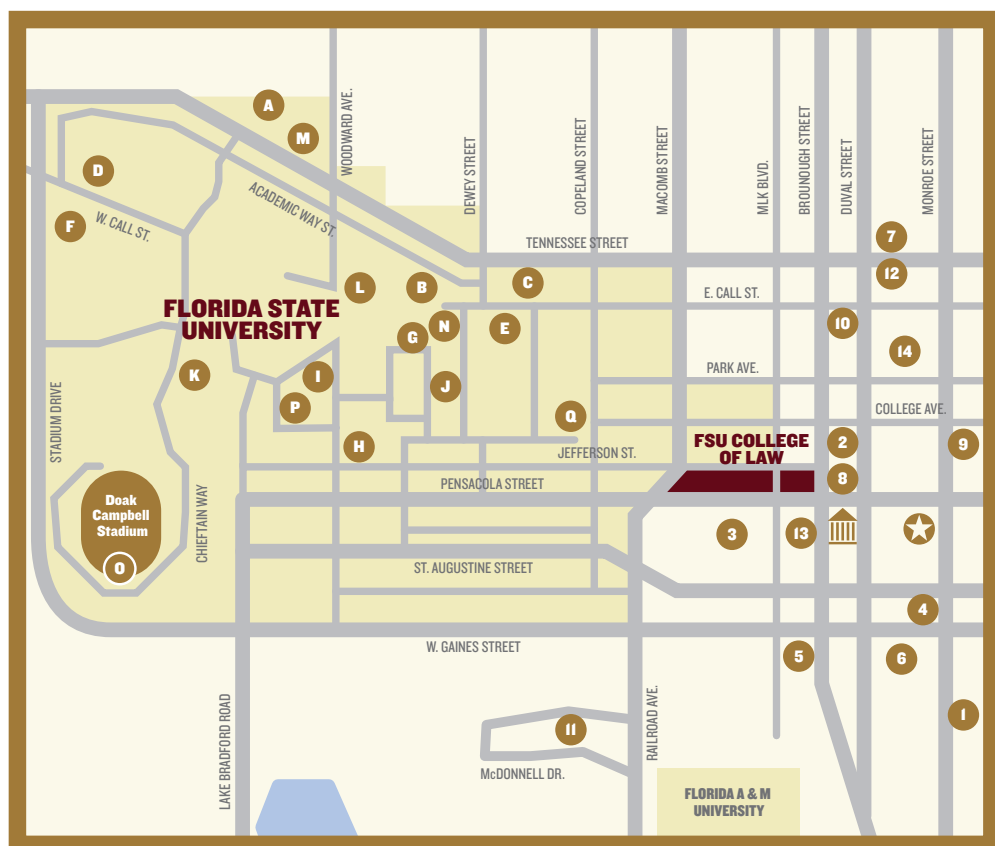 A
M
WOODWARD AVE.
DEWEY STREET
COPELAND STREET
MACOMB STREET
MLK BLVD.
BROUNOUGH STREET
DUVAL STREET
MONROE STREET
D
ACADEMIC WAY ST.
F
W. CALL ST.
7
TENNESSEE STREET
12
L
B
C
E. CALL ST.
FLORIDA STATE
UNIVERSITY
N
E
10
G
14
K
I
J
PARK AVE.
P
Q
COLLEGE AVE.
STADIUM DRIVE
H
JEFFERSON ST.
FSU COLLEGE
OF LAW
2
9
8
PENSACOLA STREET
Doak
Campbell
Stadium
CHIEFTAIN WAY
3
13
O
ST. AUGUSTINE STREET
4
W. GAINES STREET
5
6
LAKE BRADFORD ROAD
RAILROAD AVE.
1
11
McDONNELL DR.
FLORIDA A & M
UNIVERSITY